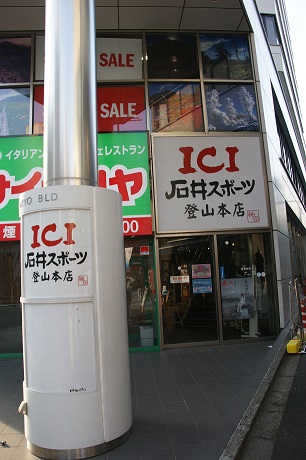 SALE
SALE
イタリアン
レストラン
サイ
ヤ
煙
00
ICI
石井スポーツ
登山本店
BLD.
ICI
石井スポーツ
登山本店